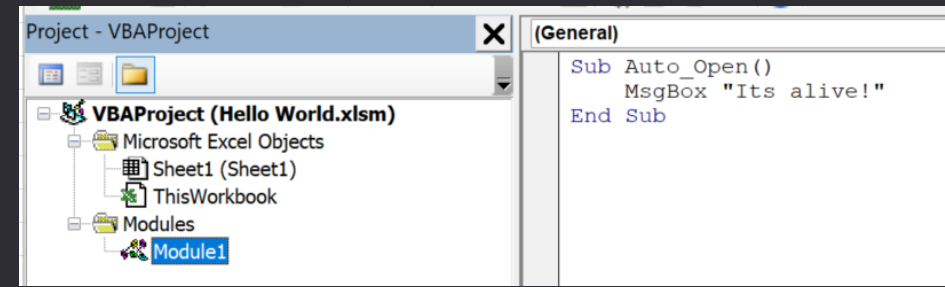 Project - VBAProject
VBAProject (Hello World.xlsm)
Microsoft Excel Objects
Sheet1 (Sheet1)
ThisWorkbook
Modules
Module1
(General)
Sub Auto_Open()
MsgBox "Its alive!"
End Sub